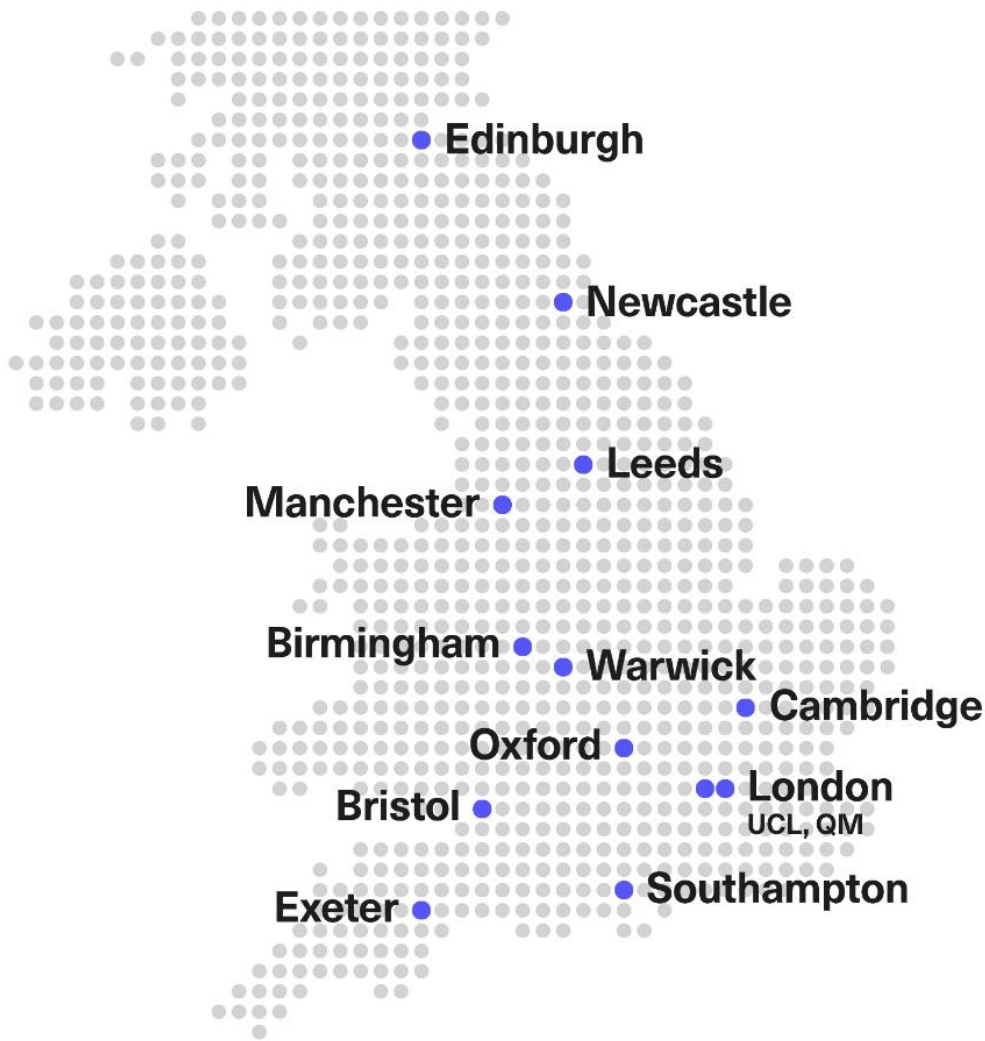 Edinburgh
Newcastle
Leeds
Manchester
Birmingham
Warwick
Cambridge
Oxford
London
UCL, QM
Bristol
Southampton
Exeter